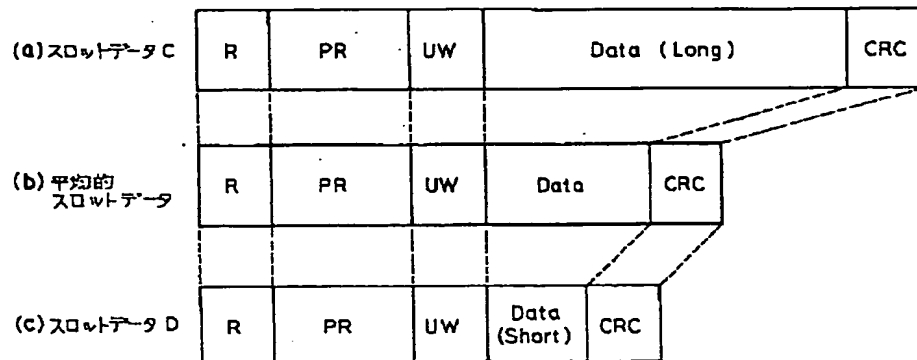 (a) スロットデータ C R PR UW Data (Long) CRC
(b) 平均的
スロットデータ R PR UW Data CRC
(c) スロットデータ D R PR UW Data
(Short) CRC